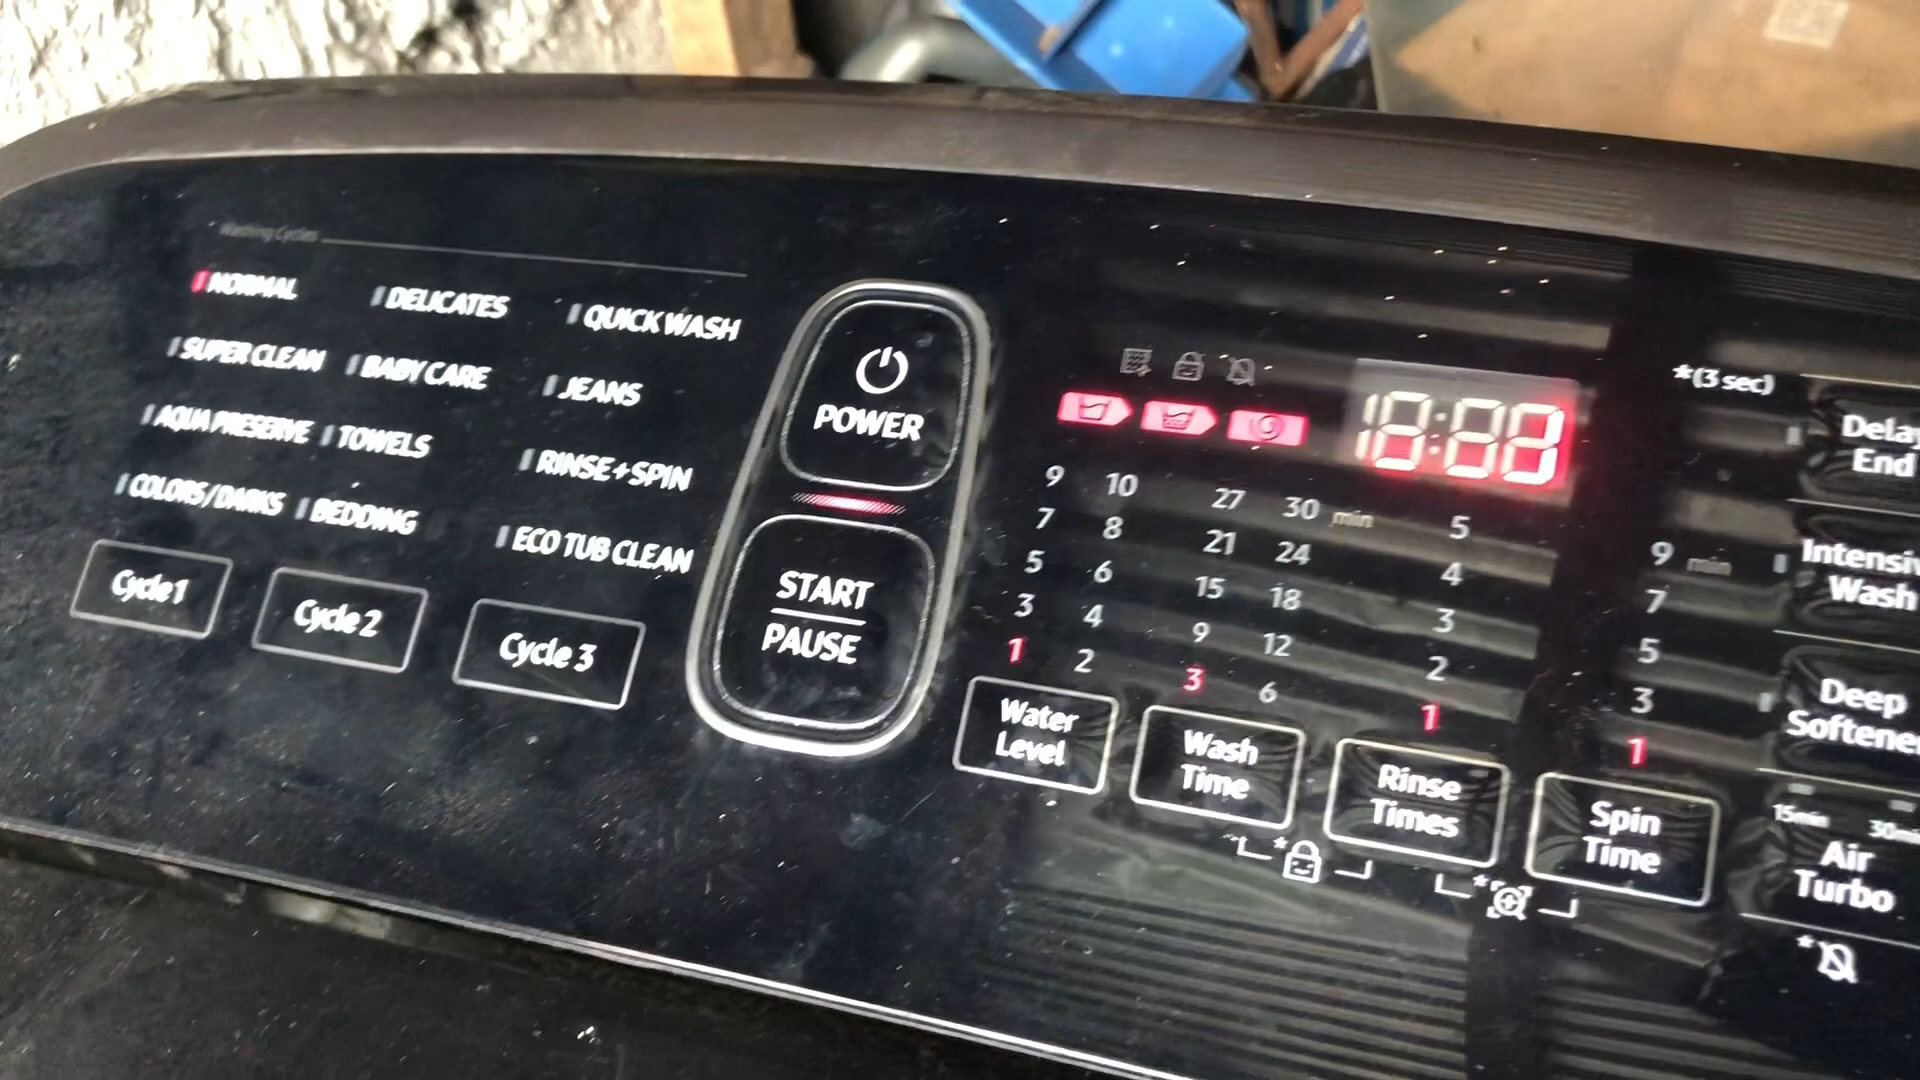 Washing Cycles
NORMAL DELICATES QUICK WASH
SUPER CLEAN BABY CARE JEANS
AQUA PRESERVE TOWELS RINSE+SPIN
COLORS/DARKS BEDDING ECO TUB CLEAN
Cycle 1 Cycle 2 Cycle 3
POWER
START
PAUSE
9 10 27 30 min 5
7 8 21 24 4
5 6 15 18 3
3 4 9 12 2
1 2 3 6 1
Water
Level
Wash
Time
Rinse
Times
9 min
7
5
3
1
Spin
Time
*(3 sec)
End
Wash
Deep
15min
Air
Turbo